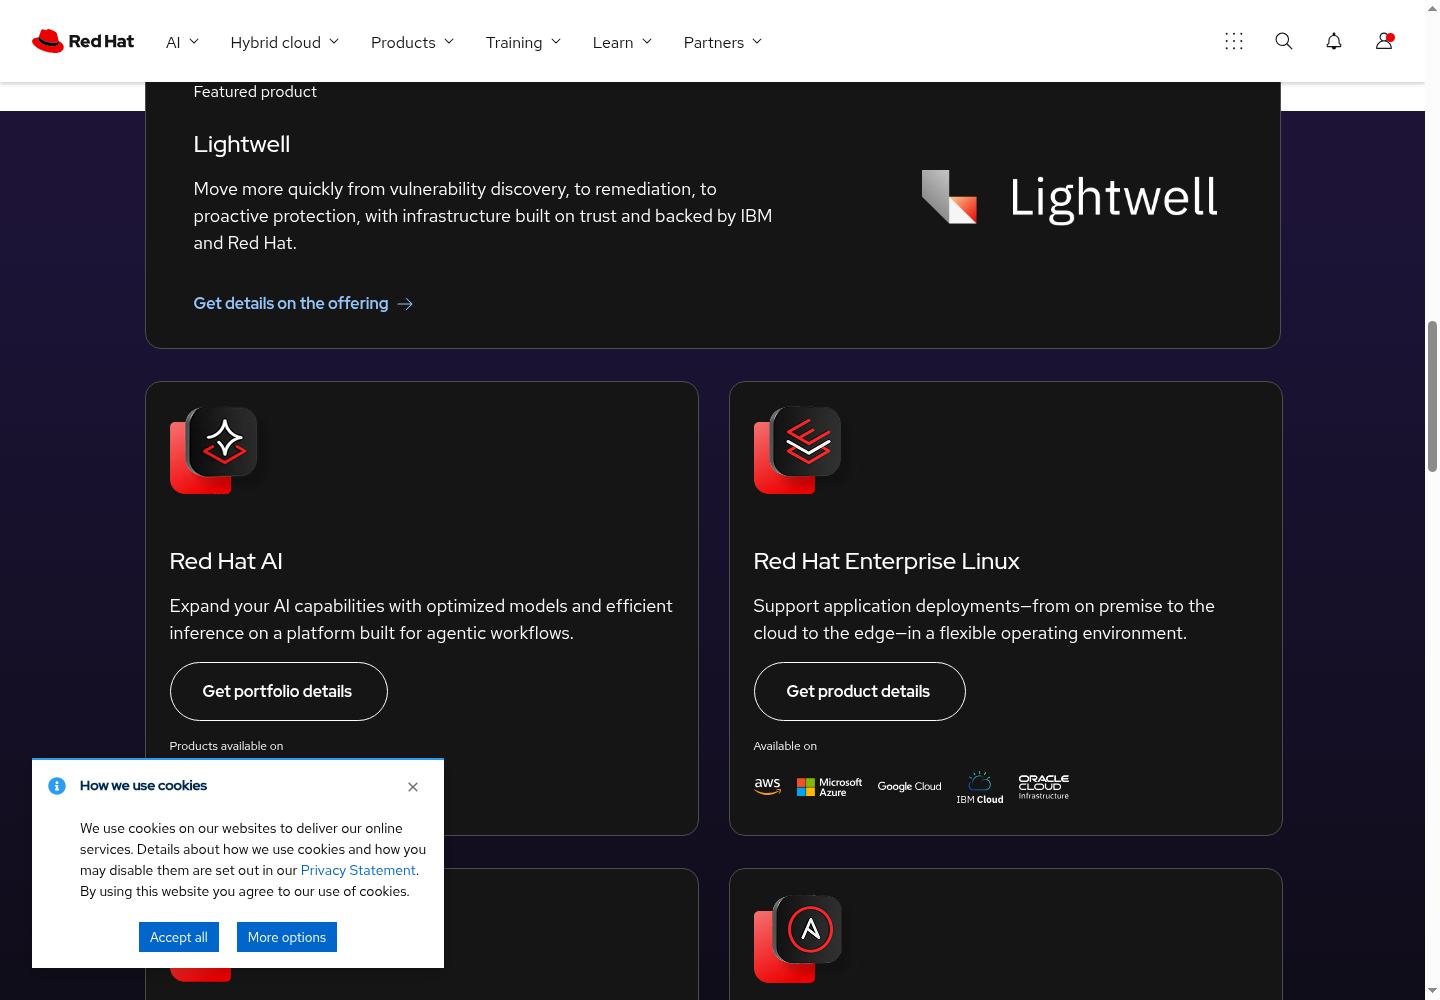 Red Hat
AI
Hybrid cloud
Products
Training
Learn
Partners
Featured product
Lightwell
Move more quickly from vulnerability discovery, to remediation, to
proactive protection, with infrastructure built on trust and backed by IBM
and Red Hat.
Get details on the offering
Lightwell
Red Hat AI
Expand your AI capabilities with optimized models and efficient
inference on a platform built for agentic workflows.
Get portfolio details
Products available on
Red Hat Enterprise Linux
Support application deployments—from on premise to the
cloud to the edge—in a flexible operating environment.
Get product details
Available on
aws
Microsoft
Azure
Google Cloud
IBM Cloud
ORACLE
CLOUD
Infrastructure
How we use cookies
We use cookies on our websites to deliver our online
services. Details about how we use cookies and how you
may disable them are set out in our Privacy Statement.
By using this website you agree to our use of cookies.
Accept all
More options